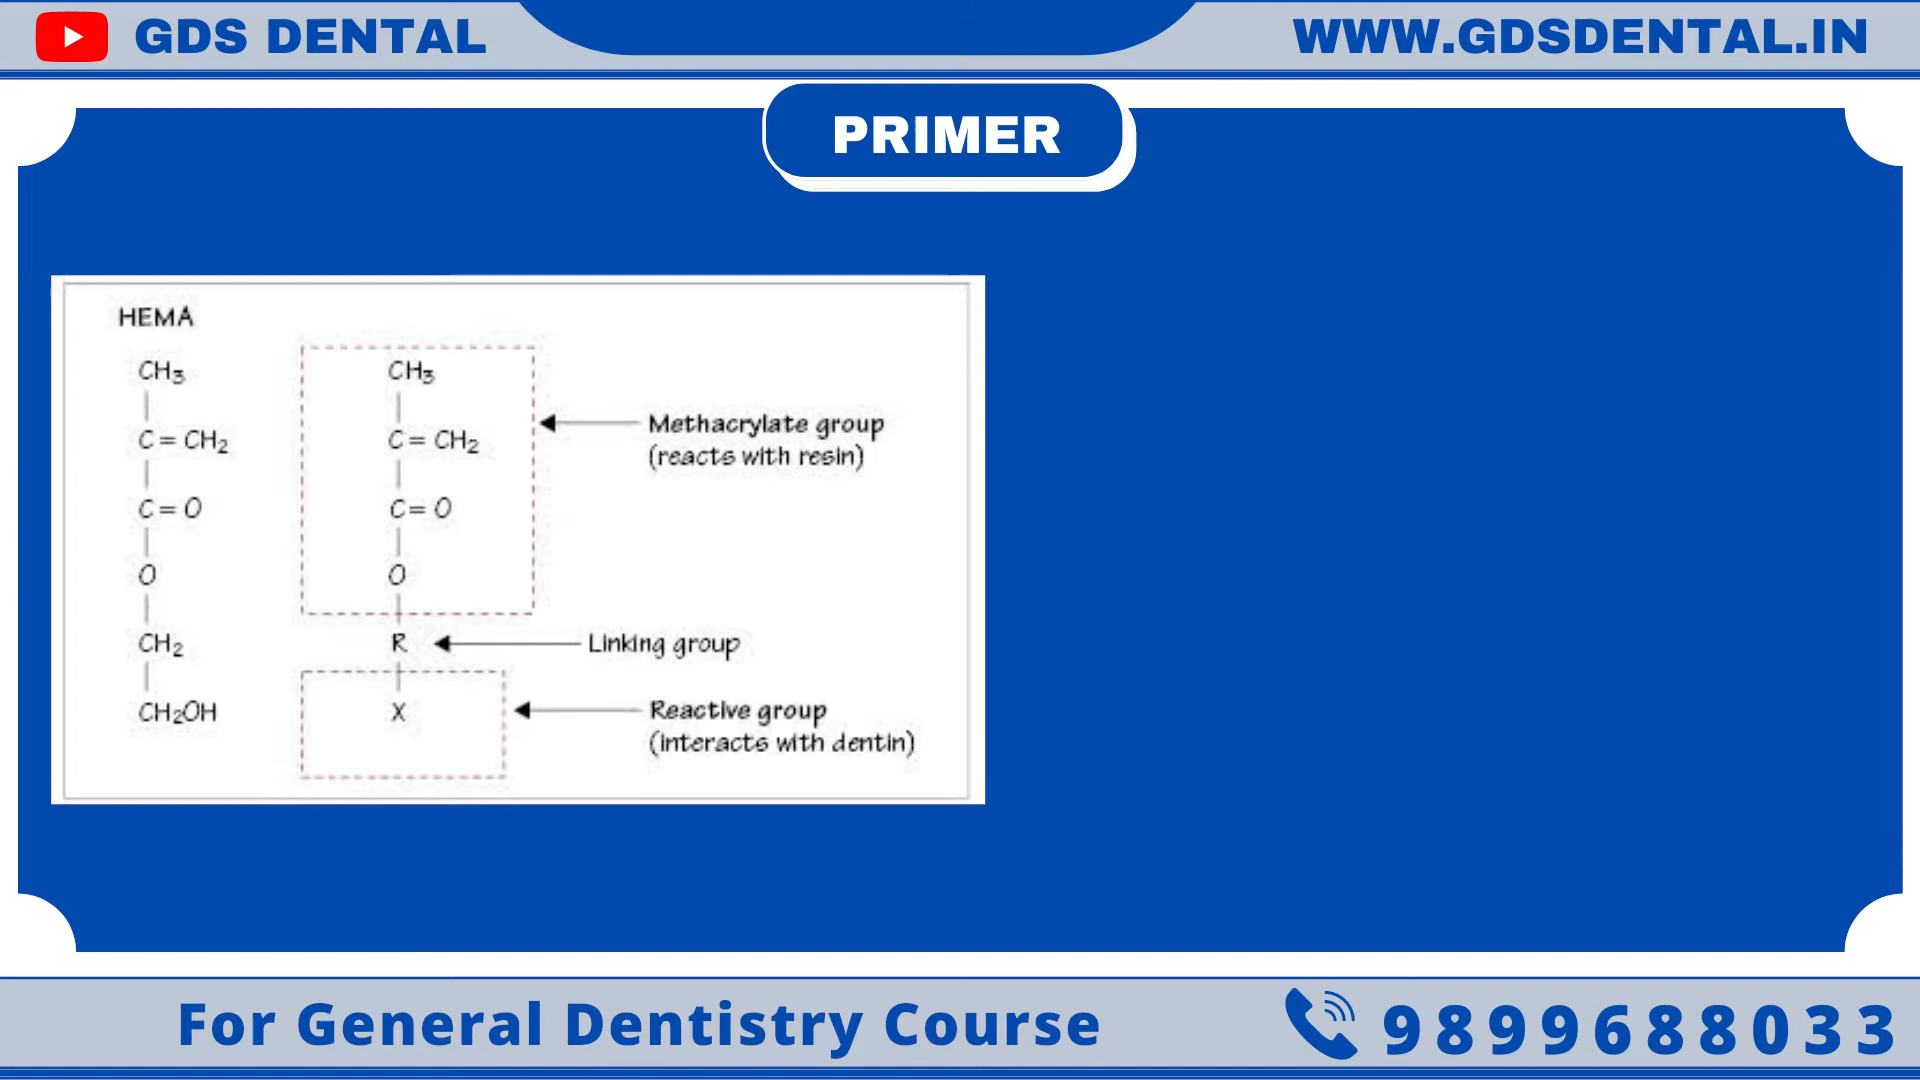 GDS DENTAL
WWW.GDSDENTAL.IN
PRIMER
HEMA
CH3
C = CH2
C = O
O
CH2
CH2OH
CH3
C = CH2
C = O
O
R
X
Methacrylate group
(reacts with resin)
Linking group
Reactive group
(interacts with dentin)
For General Dentistry Course
9899688033